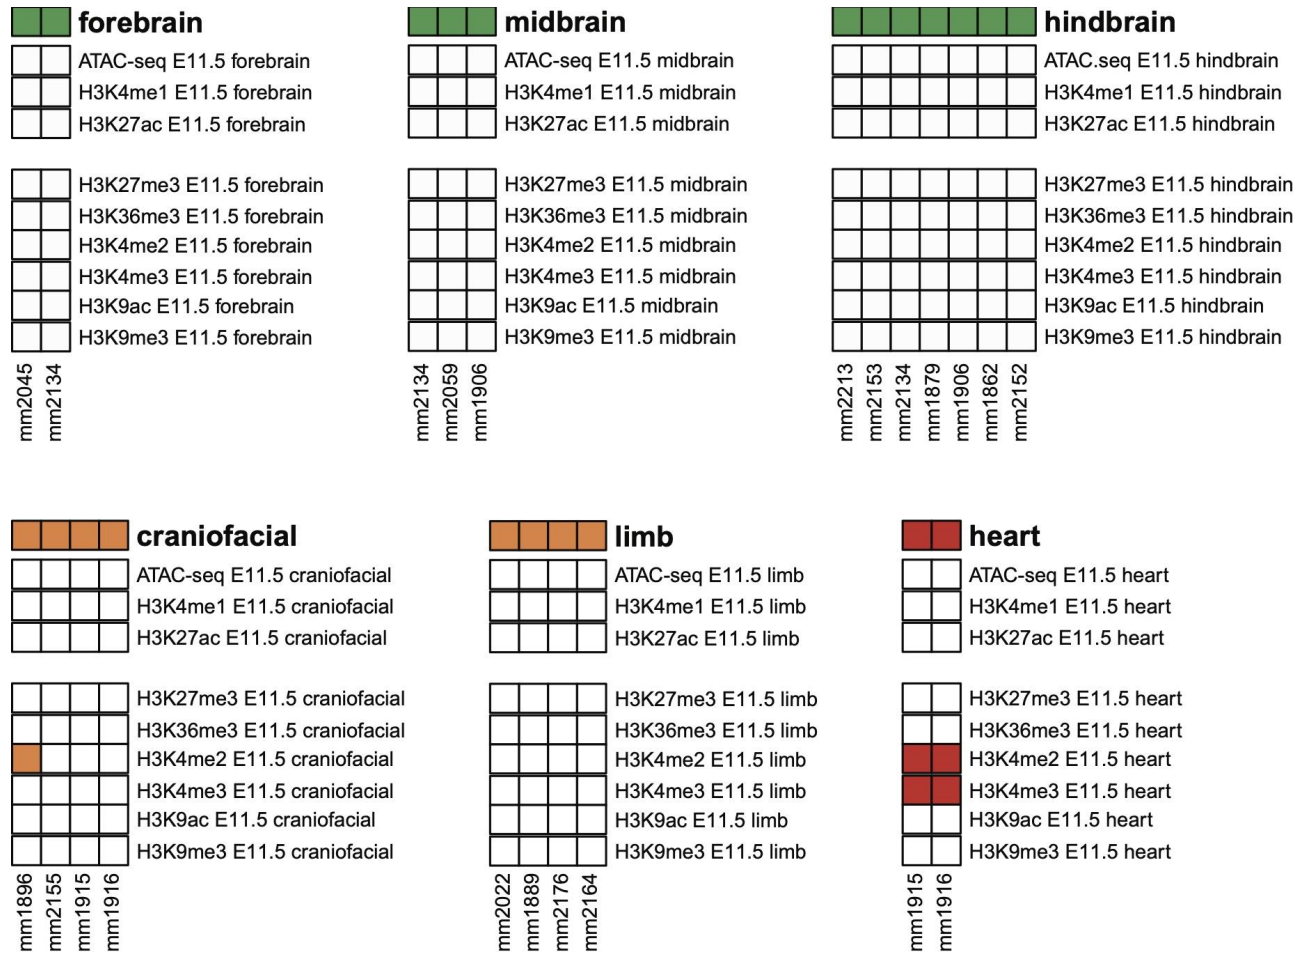 forebrain
ATAC-seq E11.5 forebrain
H3K4me1 E11.5 forebrain
H3K27ac E11.5 forebrain
H3K27me3 E11.5 forebrain
H3K36me3 E11.5 forebrain
H3K4me2 E11.5 forebrain
H3K4me3 E11.5 forebrain
H3K9ac E11.5 forebrain
H3K9me3 E11.5 forebrain
mm2045
mm2134
midbrain
ATAC-seq E11.5 midbrain
H3K4me1 E11.5 midbrain
H3K27ac E11.5 midbrain
H3K27me3 E11.5 midbrain
H3K36me3 E11.5 midbrain
H3K4me2 E11.5 midbrain
H3K4me3 E11.5 midbrain
H3K9ac E11.5 midbrain
H3K9me3 E11.5 midbrain
mm2134
mm2059
mm1906
hindbrain
ATAC.seq E11.5 hindbrain
H3K4me1 E11.5 hindbrain
H3K27ac E11.5 hindbrain
H3K27me3 E11.5 hindbrain
H3K36me3 E11.5 hindbrain
H3K4me2 E11.5 hindbrain
H3K4me3 E11.5 hindbrain
H3K9ac E11.5 hindbrain
H3K9me3 E11.5 hindbrain
mm2213
mm2153
mm2134
mm1879
mm1906
mm1862
mm2152
craniofacial
ATAC-seq E11.5 craniofacial
H3K4me1 E11.5 craniofacial
H3K27ac E11.5 craniofacial
H3K27me3 E11.5 craniofacial
H3K36me3 E11.5 craniofacial
H3K4me2 E11.5 craniofacial
H3K4me3 E11.5 craniofacial
H3K9ac E11.5 craniofacial
H3K9me3 E11.5 craniofacial
mm1896
mm2155
mm1915
mm1916
limb
ATAC-seq E11.5 limb
H3K4me1 E11.5 limb
H3K27ac E11.5 limb
H3K27me3 E11.5 limb
H3K36me3 E11.5 limb
H3K4me2 E11.5 limb
H3K4me3 E11.5 limb
H3K9ac E11.5 limb
H3K9me3 E11.5 limb
mm2022
mm1889
mm2176
mm2164
heart
ATAC-seq E11.5 heart
H3K4me1 E11.5 heart
H3K27ac E11.5 heart
H3K27me3 E11.5 heart
H3K36me3 E11.5 heart
H3K4me2 E11.5 heart
H3K4me3 E11.5 heart
H3K9ac E11.5 heart
H3K9me3 E11.5 heart
mm1915
mm1916